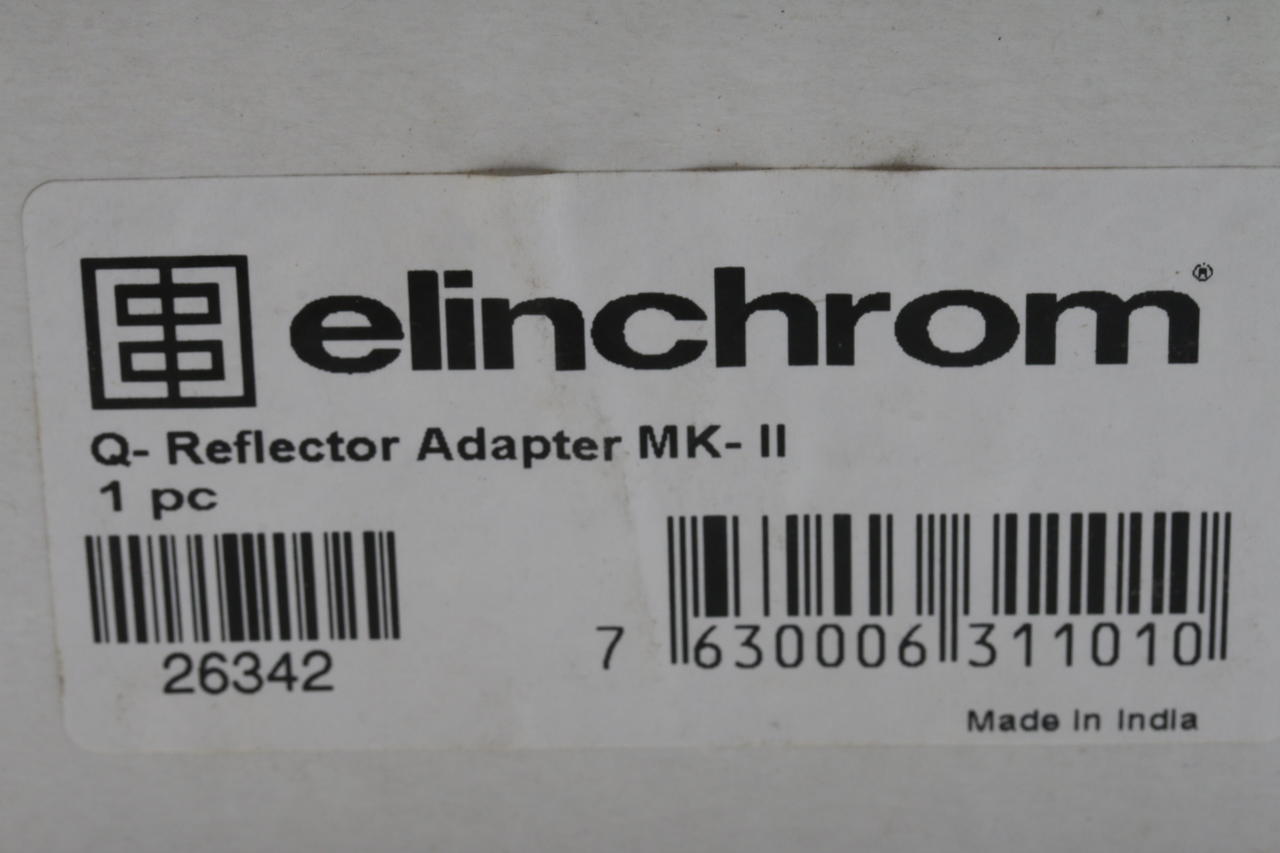 elinchrom®
Q- Reflector Adapter MK- II
1 pc
26342
7 630006 311010
Made in India